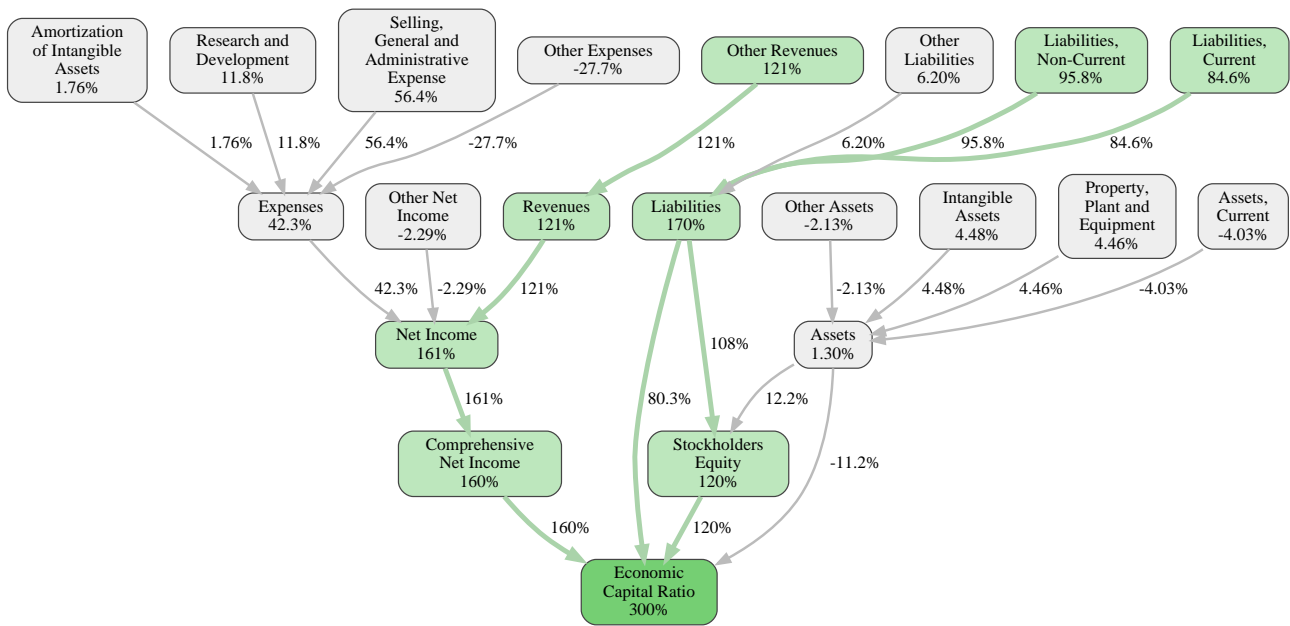 Amortization
of Intangible
Assets
1.76%
Research and
Development
11.8%
Selling,
General and
Administrative
Expense
56.4%
Other Expenses
-27.7%
Other Revenues
121%
Other
Liabilities
6.20%
Liabilities,
Non-Current
95.8%
Liabilities,
Current
84.6%
1.76%
11.8%
56.4%
-27.7%
121%
6.20%
95.8%
84.6%
Expenses
42.3%
Other Net
Income
-2.29%
Revenues
121%
Liabilities
170%
Other Assets
-2.13%
Intangible
Assets
4.48%
Property,
Plant and
Equipment
4.46%
Assets,
Current
-4.03%
42.3%
-2.29%
121%
-2.13%
4.48%
4.46%
-4.03%
Net Income
161%
108%
Assets
1.30%
161%
80.3%
12.2%
Comprehensive
Net Income
160%
Stockholders
Equity
120%
-11.2%
160%
120%
Economic
Capital Ratio
300%